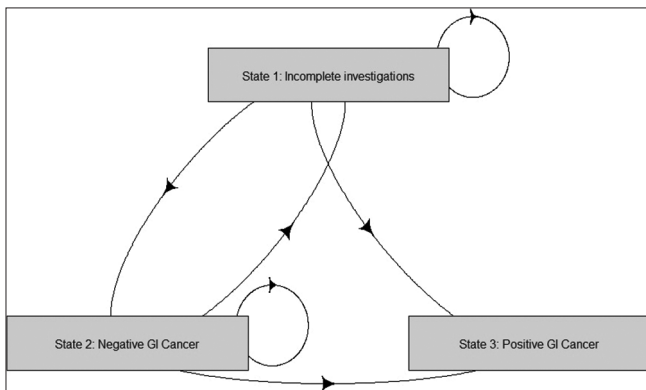 State 1: Incomplete investigations
State 2: Negative GI Cancer
State 3: Positive GI Cancer